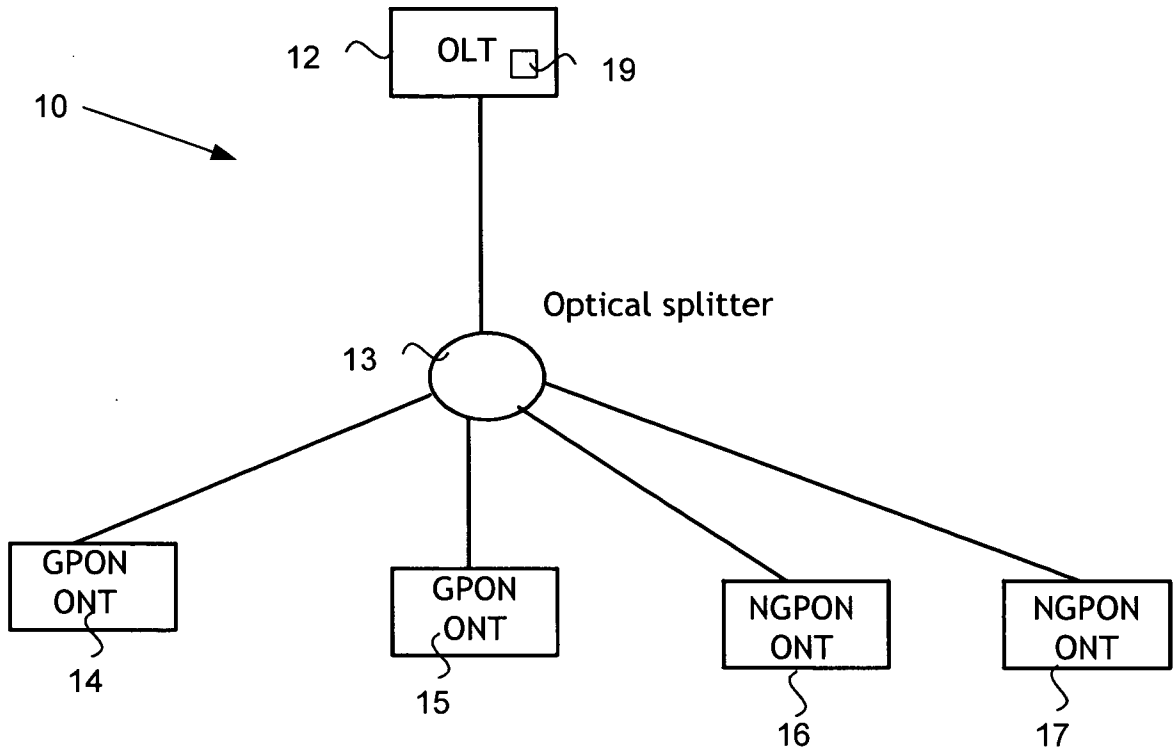 12
OLT
19
10
Optical splitter
13
GPON
ONT
GPON
ONT
NGPON
ONT
NGPON
ONT
14
15
16
17